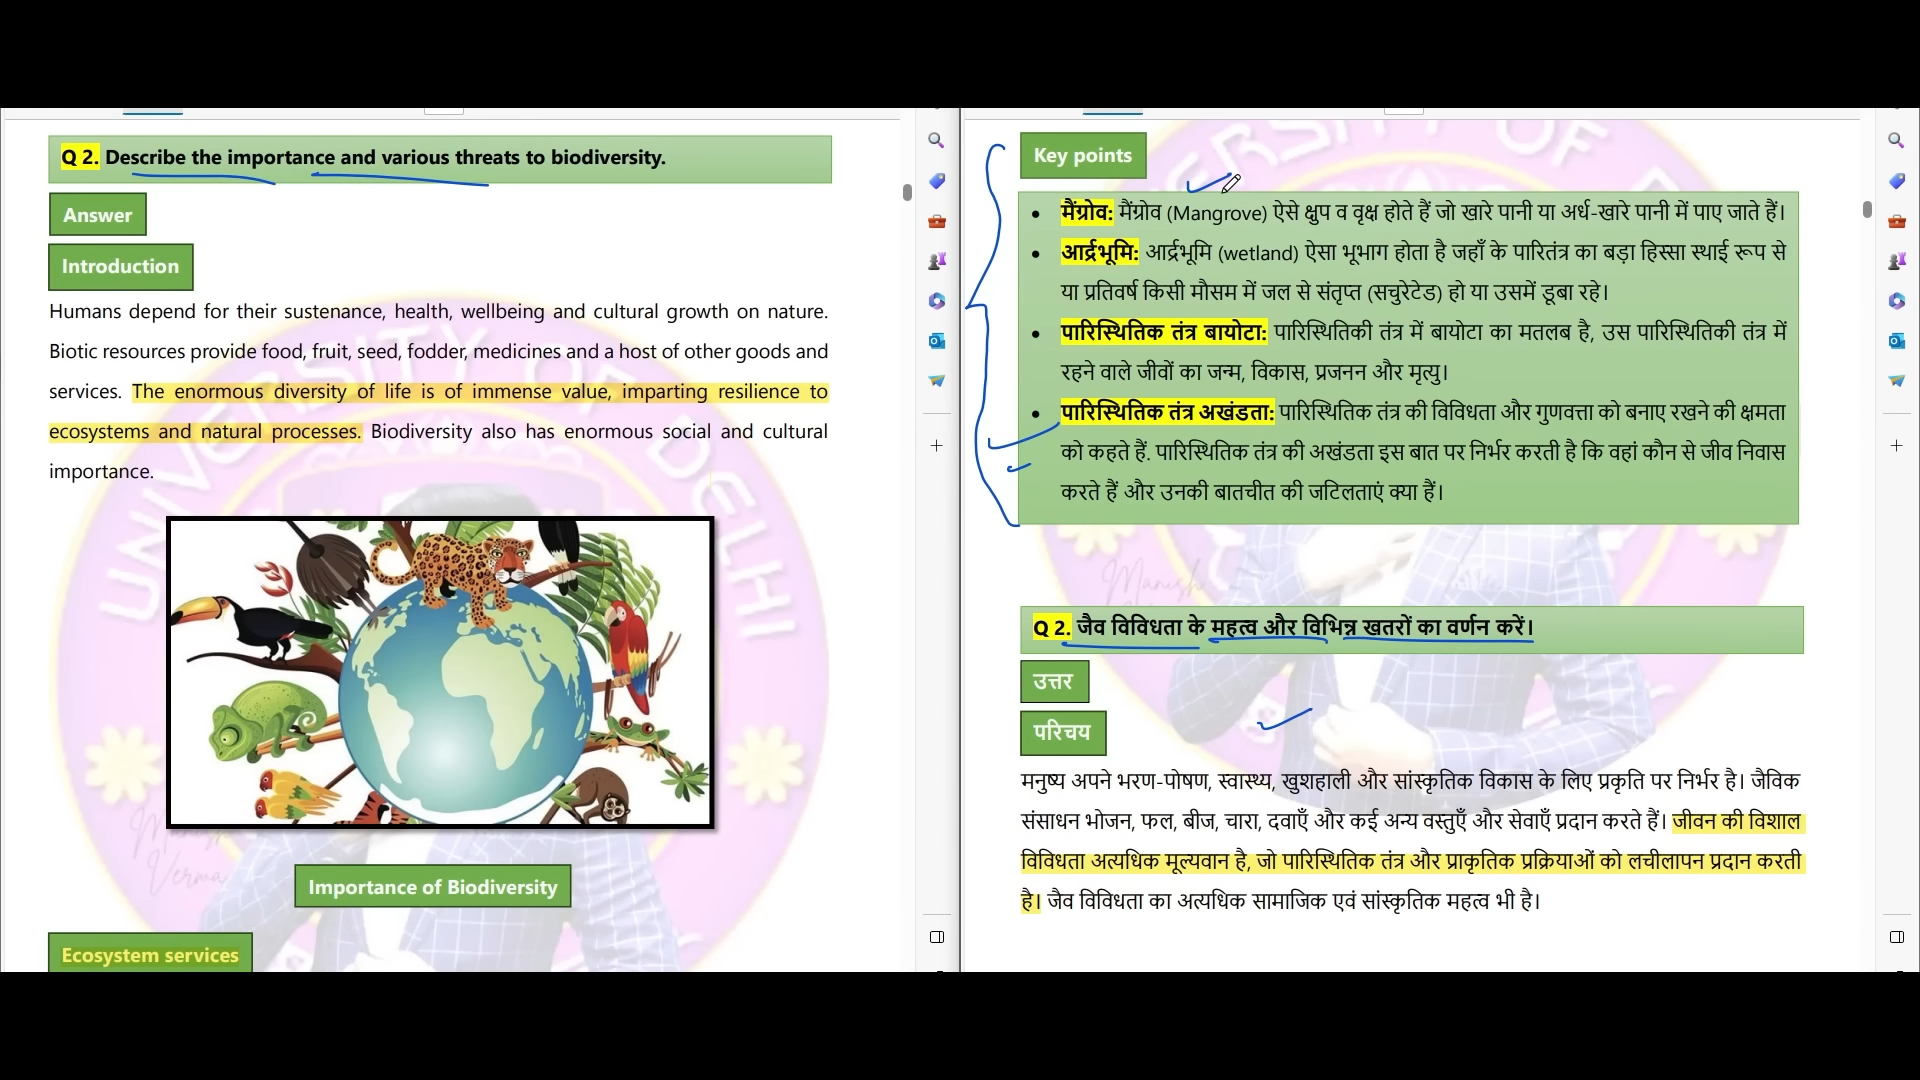 Q 2. Describe the importance and various threats to biodiversity.
Answer
Introduction
Humans depend for their sustenance, health, wellbeing and cultural growth on nature.
Biotic resources provide food, fruit, seed, fodder, medicines and a host of other goods and
services. The enormous diversity of life is of immense value, imparting resilience to
ecosystems and natural processes. Biodiversity also has enormous social and cultural
importance.
UNIVERSITY OF DELHI
Manish
Verma
Importance of Biodiversity
Ecosystem services
Key points
मैंग्रोव: मैंग्रोव (Mangrove) ऐसे क्षुप व वृक्ष होते हैं जो खारे पानी या अर्ध-खारे पानी में पाए जाते हैं।
आर्द्रभूमि: आर्द्रभूमि (wetland) ऐसा भूभाग होता है जहाँ के पारितंत्र का बड़ा हिस्सा स्थाई रूप से
या प्रतिवर्ष किसी मौसम में जल से संतृप्त (सचुरेटेड) हो या उसमें डूबा रहे।
पारिस्थितिक तंत्र बायोटा: पारिस्थितिकी तंत्र में बायोटा का मतलब है, उस पारिस्थितिकी तंत्र में
रहने वाले जीवों का जन्म, विकास, प्रजनन और मृत्यु।
पारिस्थितिक तंत्र अखंडता: पारिस्थितिक तंत्र की विविधता और गुणवत्ता को बनाए रखने की क्षमता
को कहते हैं. पारिस्थितिक तंत्र की अखंडता इस बात पर निर्भर करती है कि वहां कौन से जीव निवास
करते हैं और उनकी बातचीत की जटिलताएं क्या हैं।
Q 2. जैव विविधता के महत्व और विभिन्न खतरों का वर्णन करें।
उत्तर
परिचय
मनुष्य अपने भरण-पोषण, स्वास्थ्य, खुशहाली और सांस्कृतिक विकास के लिए प्रकृति पर निर्भर है। जैविक
संसाधन भोजन, फल, बीज, चारा, दवाएँ और कई अन्य वस्तुएँ और सेवाएँ प्रदान करते हैं। जीवन की विशाल
विविधता अत्यधिक मूल्यवान है, जो पारिस्थितिक तंत्र और प्राकृतिक प्रक्रियाओं को लचीलापन प्रदान करती
है। जैव विविधता का अत्यधिक सामाजिक एवं सांस्कृतिक महत्व भी है।